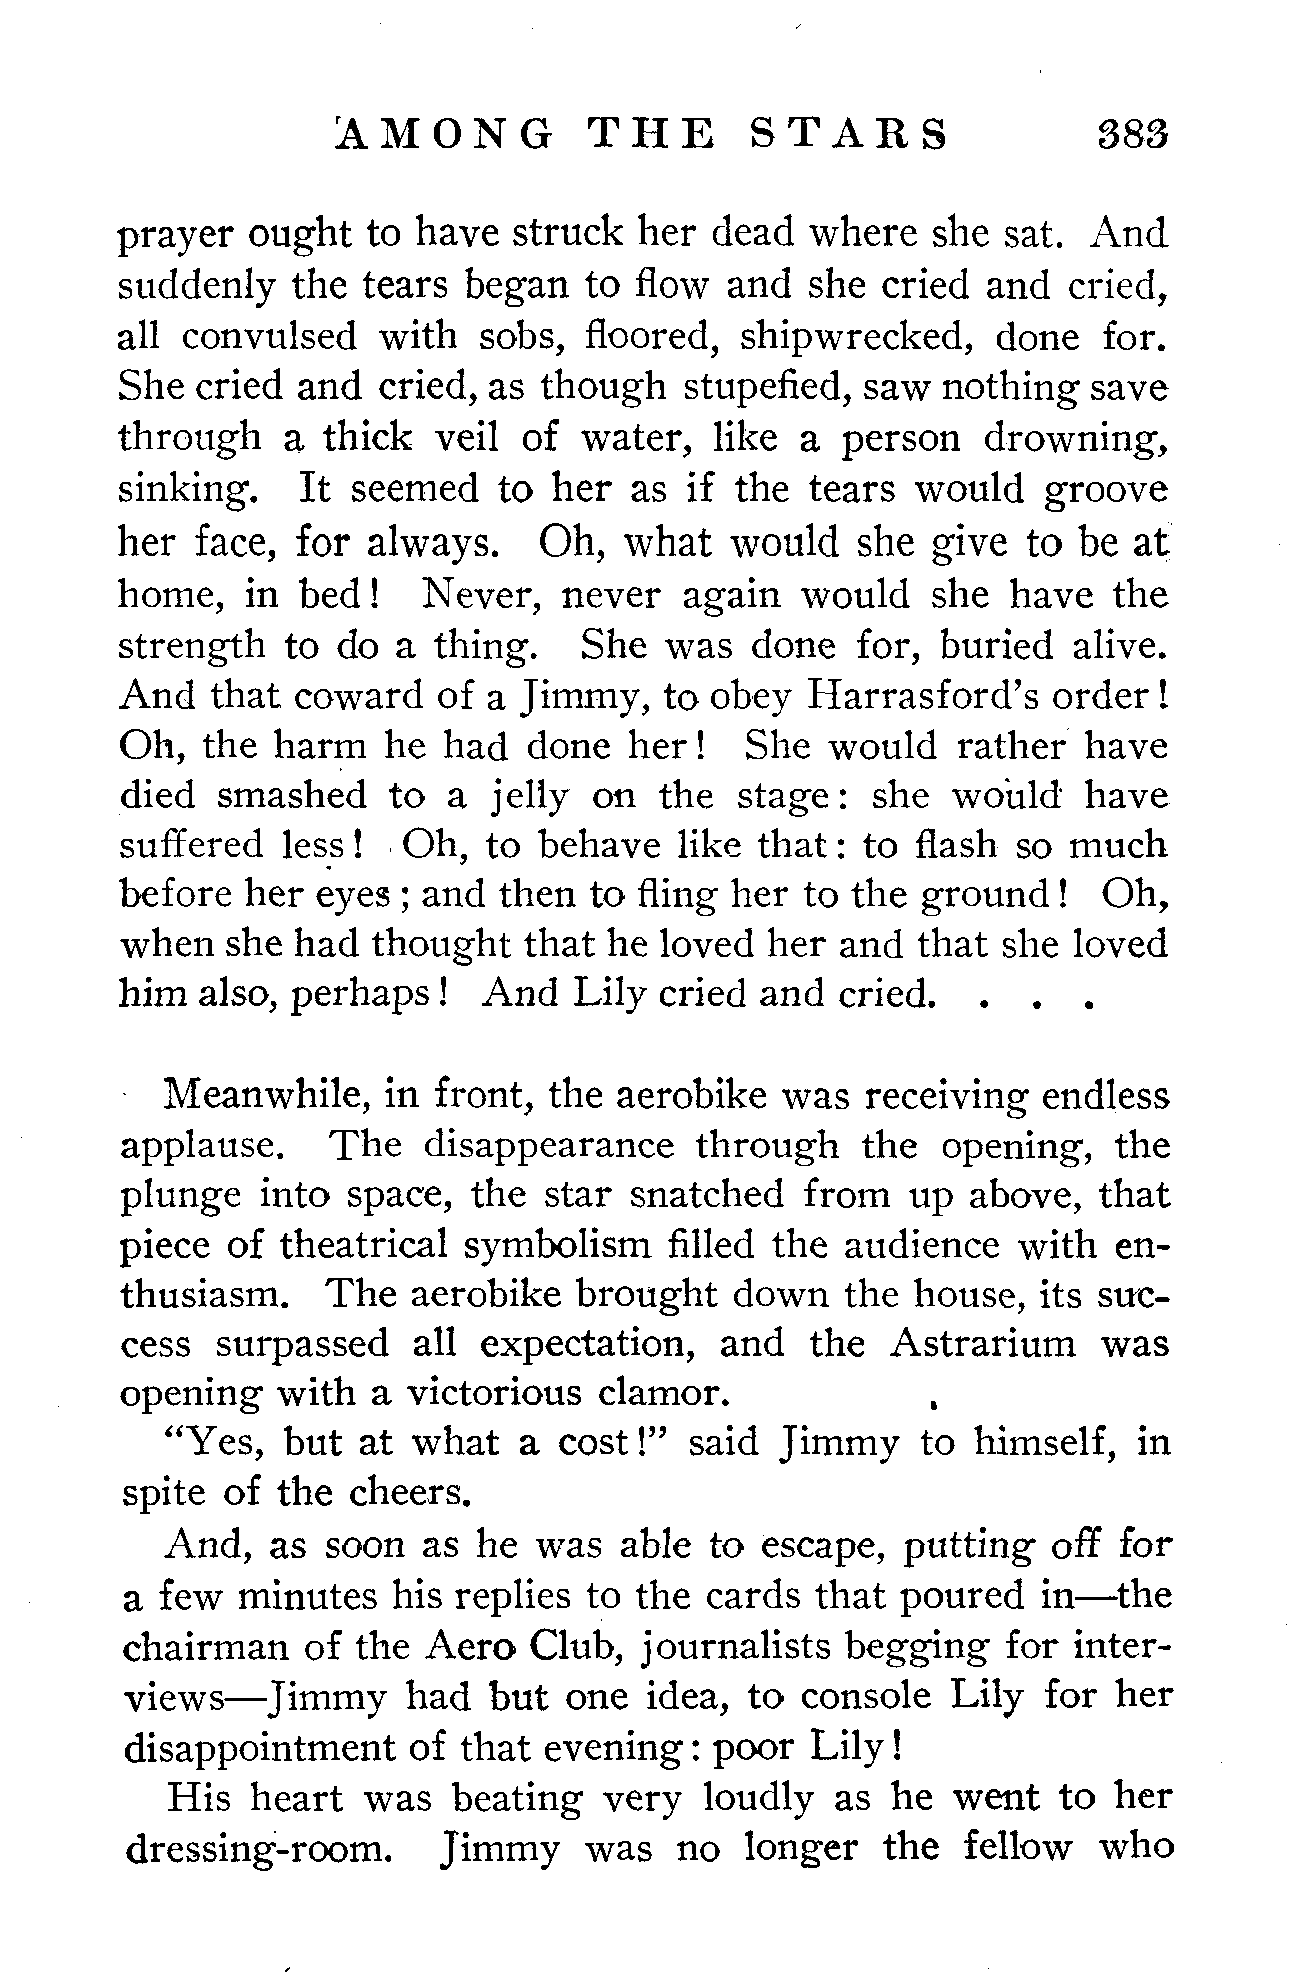 AMONG THE STARS 383
prayer ought to have struck her dead where she sat. And
suddenly the tears began to flow and she cried and cried,
all convulsed with sobs, floored, shipwrecked, done for.
She cried and cried, as though stupefied, saw nothing save
through a thick veil of water, like a person drowning,
sinking. It seemed to her as if the tears would groove
her face, for always. Oh, what would she give to be at
home, in bed! Never, never again would she have the
strength to do a thing. She was done for, buried alive.
And that coward of a Jimmy, to obey Harrasford's order!
Oh, the harm he had done her! She would rather have
died smashed to a jelly on the stage: she would have
suffered less! Oh, to behave like that: to flash so much
before her eyes; and then to fling her to the ground! Oh,
when she had thought that he loved her and that she loved
him also, perhaps! And Lily cried and cried. . . .
Meanwhile, in front, the aerobike was receiving endless
applause. The disappearance through the opening, the
plunge into space, the star snatched from up above, that
piece of theatrical symbolism filled the audience with en-
thusiasm. The aerobike brought down the house, its suc-
cess surpassed all expectation, and the Astrarium was
opening with a victorious clamor.
"Yes, but at what a cost!" said Jimmy to himself, in
spite of the cheers.
And, as soon as he was able to escape, putting off for
a few minutes his replies to the cards that poured in—the
chairman of the Aero Club, journalists begging for inter-
views—Jimmy had but one idea, to console Lily for her
disappointment of that evening: poor Lily!
His heart was beating very loudly as he went to her
dressing-room. Jimmy was no longer the fellow who